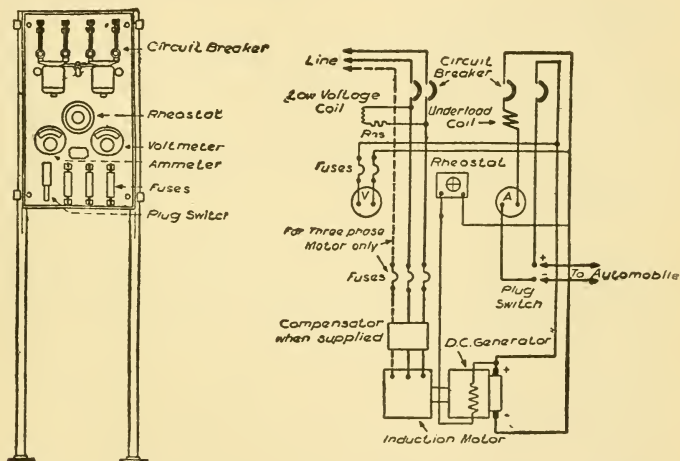 Circuit Breaker
Rheostat
Voltmeter
Ammeter
Fuses
Plug Switch
Line
Circuit
Breaker
Low Voltage
Coil
Res
Underload
Coil
Fuses
Rheostat
V
A
For Three phase
Motor only
Fuses
+
-
To Automobile
Plug
Switch
Compensator
when supplied
D.C. Generator
+
-
Induction Motor